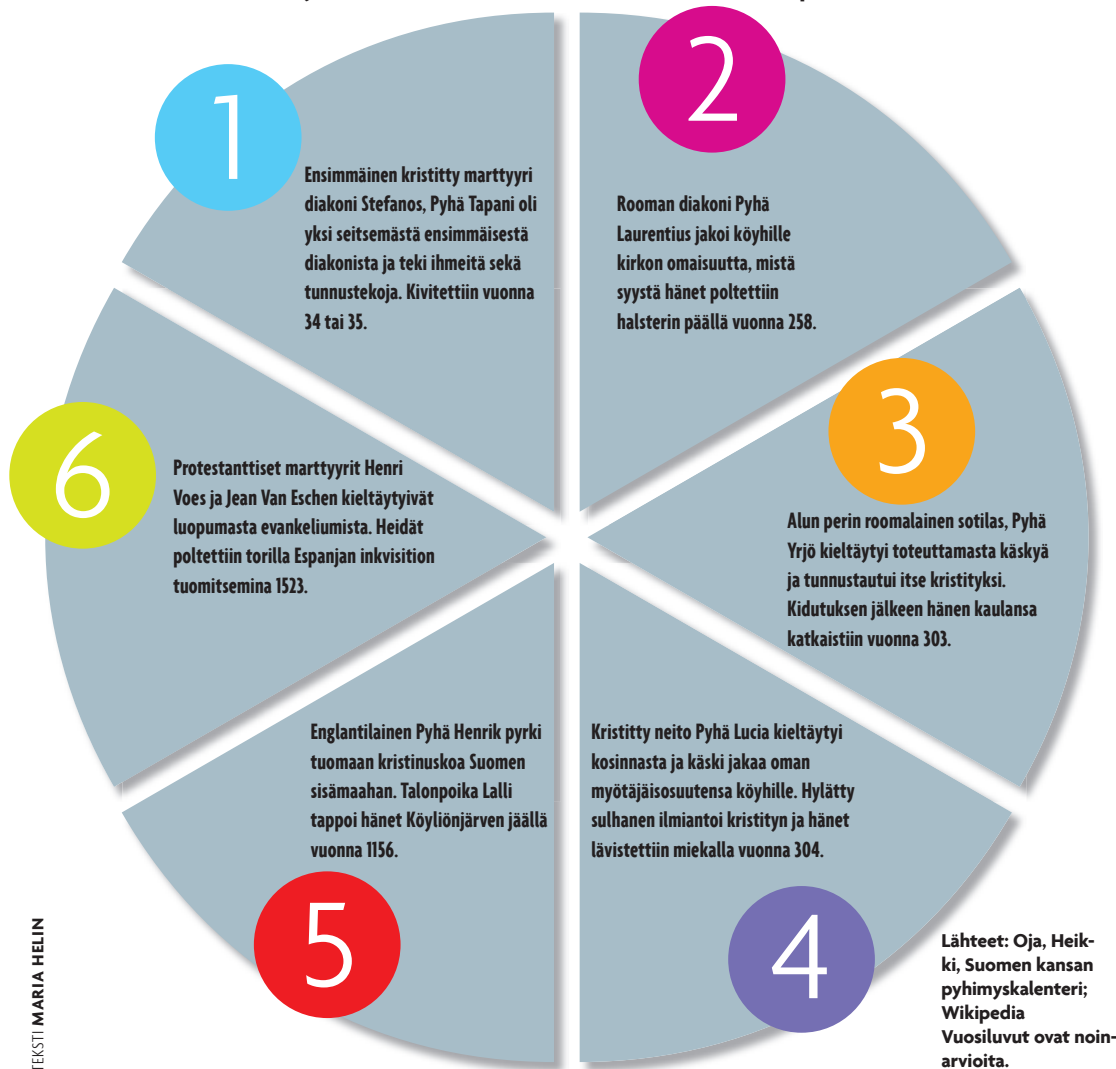 1
Ensimmäinen kristitty marttyyri
diakoni Stefanos, Pyhä Tapani oli
yksi seitsemästä ensimmäisestä
diakonista ja teki ihmeitä sekä
tunnustekoja. Kivitettiin vuonna
34 tai 35.
2
Rooman diakoni Pyhä
Laurentius jakoi köyhille
kirkon omaisuutta, mistä
syystä hänet poltettiin
halsterin päällä vuonna 258.
3
Alun perin roomalainen sotilas, Pyhä
Yrjö kieltäytyi toteuttamasta käskyä
ja tunnustautui itse kristityksi.
Kidutuksen jälkeen hänen kaulansa
katkaistiin vuonna 303.
4
Kristitty neito Pyhä Lucia kieltäytyi
kosinnasta ja käski jakaa oman
myötäjäisosuutensa köyhille. Hylätty
sulhanen ilmiantoi kristityn ja hänet
lävistettiin miekalla vuonna 304.
5
Englantilainen Pyhä Henrik pyrki
tuomaan kristinuskoa Suomen
sisämaahan. Talonpoika Lalli
tappoi hänet Köyliönjärven jäällä
vuonna 1156.
6
Protestanttiset marttyyrit Henri
Voes ja Jean Van Eschen kieltäytyivät
luopumasta evankeliumista. Heidät
poltettiin torilla Espanjan inkvisition
tuomitsemina 1523.
TEKSTI MARIA HELIN
Lähteet: Oja, Heik-
ki, Suomen kansan
pyhimyskalenteri;
Wikipedia
Vuosiluvut ovat noin-
arvioita.